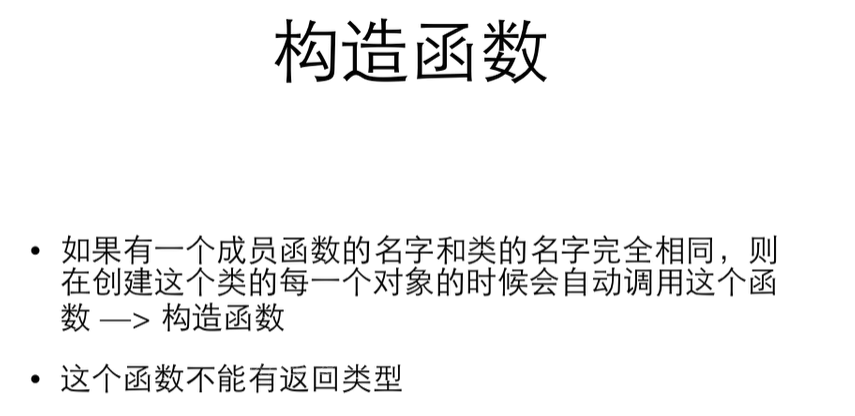 构造函数
• 如果有一个成员函数的名字和类的名字完全相同，则
在创建这个类的每一个对象的时候会自动调用这个函
数 —> 构造函数
• 这个函数不能有返回类型